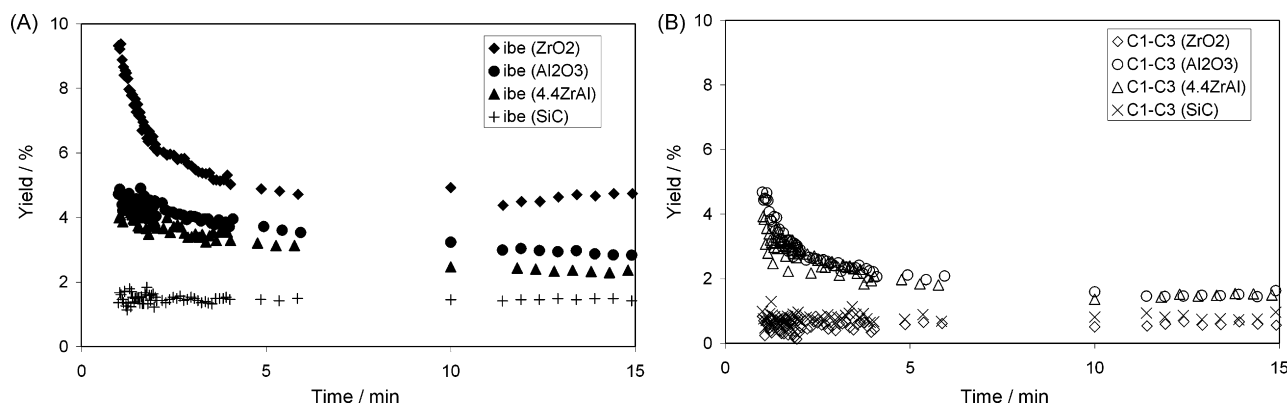 (A)
10
8
6
4
2
0
Yield / %
0
5
10
15
Time / min
ibe (ZrO2)
ibe (Al2O3)
ibe (4.4ZrAl)
ibe (SiC)
(B)
10
8
6
4
2
0
Yield / %
0
5
10
15
Time / min
C1-C3 (ZrO2)
C1-C3 (Al2O3)
C1-C3 (4.4ZrAl)
C1-C3 (SiC)